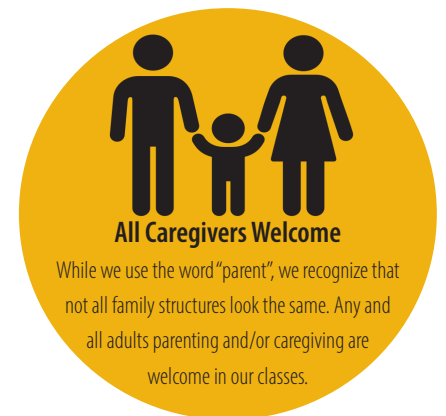 All Caregivers Welcome
While we use the word “parent”, we recognize that
not all family structures look the same. Any and
all adults parenting and/or caregiving are
welcome in our classes.